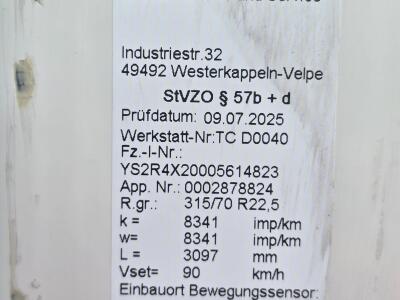 Industriestr.32
49492 Westerkappeln-Velpe
StVZO § 57b + d
Prüfdatum: 09.07.2025
Werkstatt-Nr:TC D0040
Fz.-I-Nr.:
YS2R4X20005614823
App. Nr.: 0002878824
R.gr.: 315/70 R22,5
k = 8341 imp/km
w= 8341 imp/km
L = 3097 mm
Vset= 90 km/h
Einbauort Bewegungssensor: